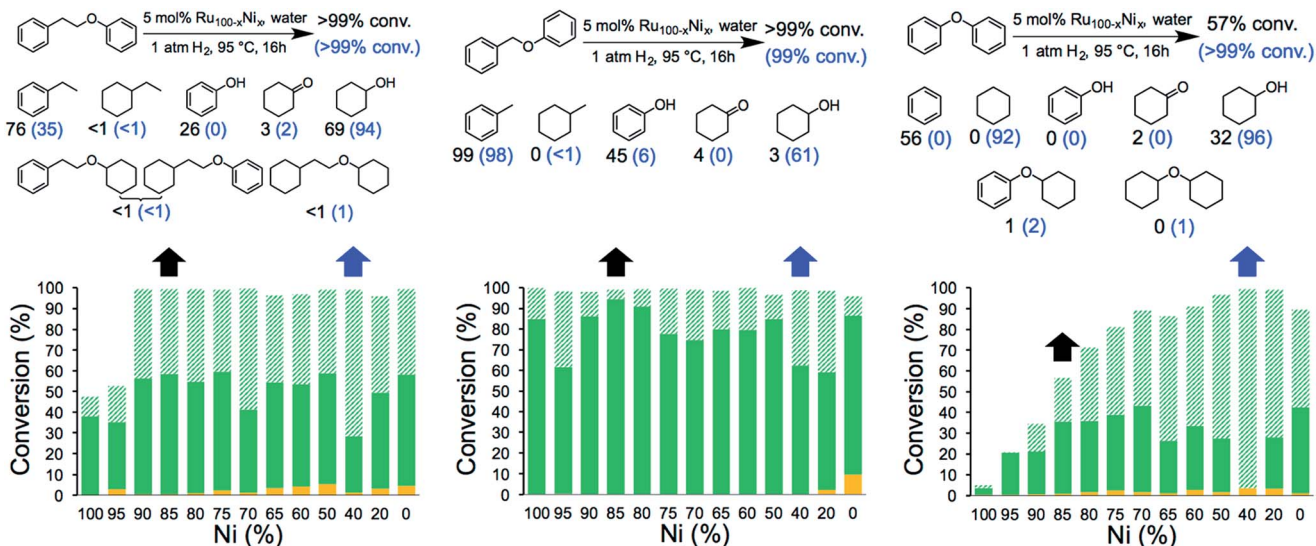 O
5 mol% Ru100-xNix, water
1 atm H2, 95 °C, 16h
>99% conv.
(>99% conv.)
OH
O
OH
76 (35)
<1 (<1)
26 (0)
3 (2)
69 (94)
O
O
O
<1 (<1)
<1 (1)
Conversion (%)
100
90
80
70
60
50
40
30
20
10
0
100 95 90 85 80 75 70 65 60 50 40 20 0
Ni (%)
O
5 mol% Ru100-xNix, water
1 atm H2, 95 °C, 16h
>99% conv.
(99% conv.)
OH
O
OH
99 (98)
0 (<1)
45 (6)
4 (0)
3 (61)
Conversion (%)
100
90
80
70
60
50
40
30
20
10
0
100 95 90 85 80 75 70 65 60 50 40 20 0
Ni (%)
O
5 mol% Ru100-xNix, water
1 atm H2, 95 °C, 16h
57% conv.
(>99% conv.)
OH
O
OH
56 (0)
0 (92)
0 (0)
2 (0)
32 (96)
O
O
1 (2)
0 (1)
Conversion (%)
100
90
80
70
60
50
40
30
20
10
0
100 95 90 85 80 75 70 65 60 50 40 20 0
Ni (%)